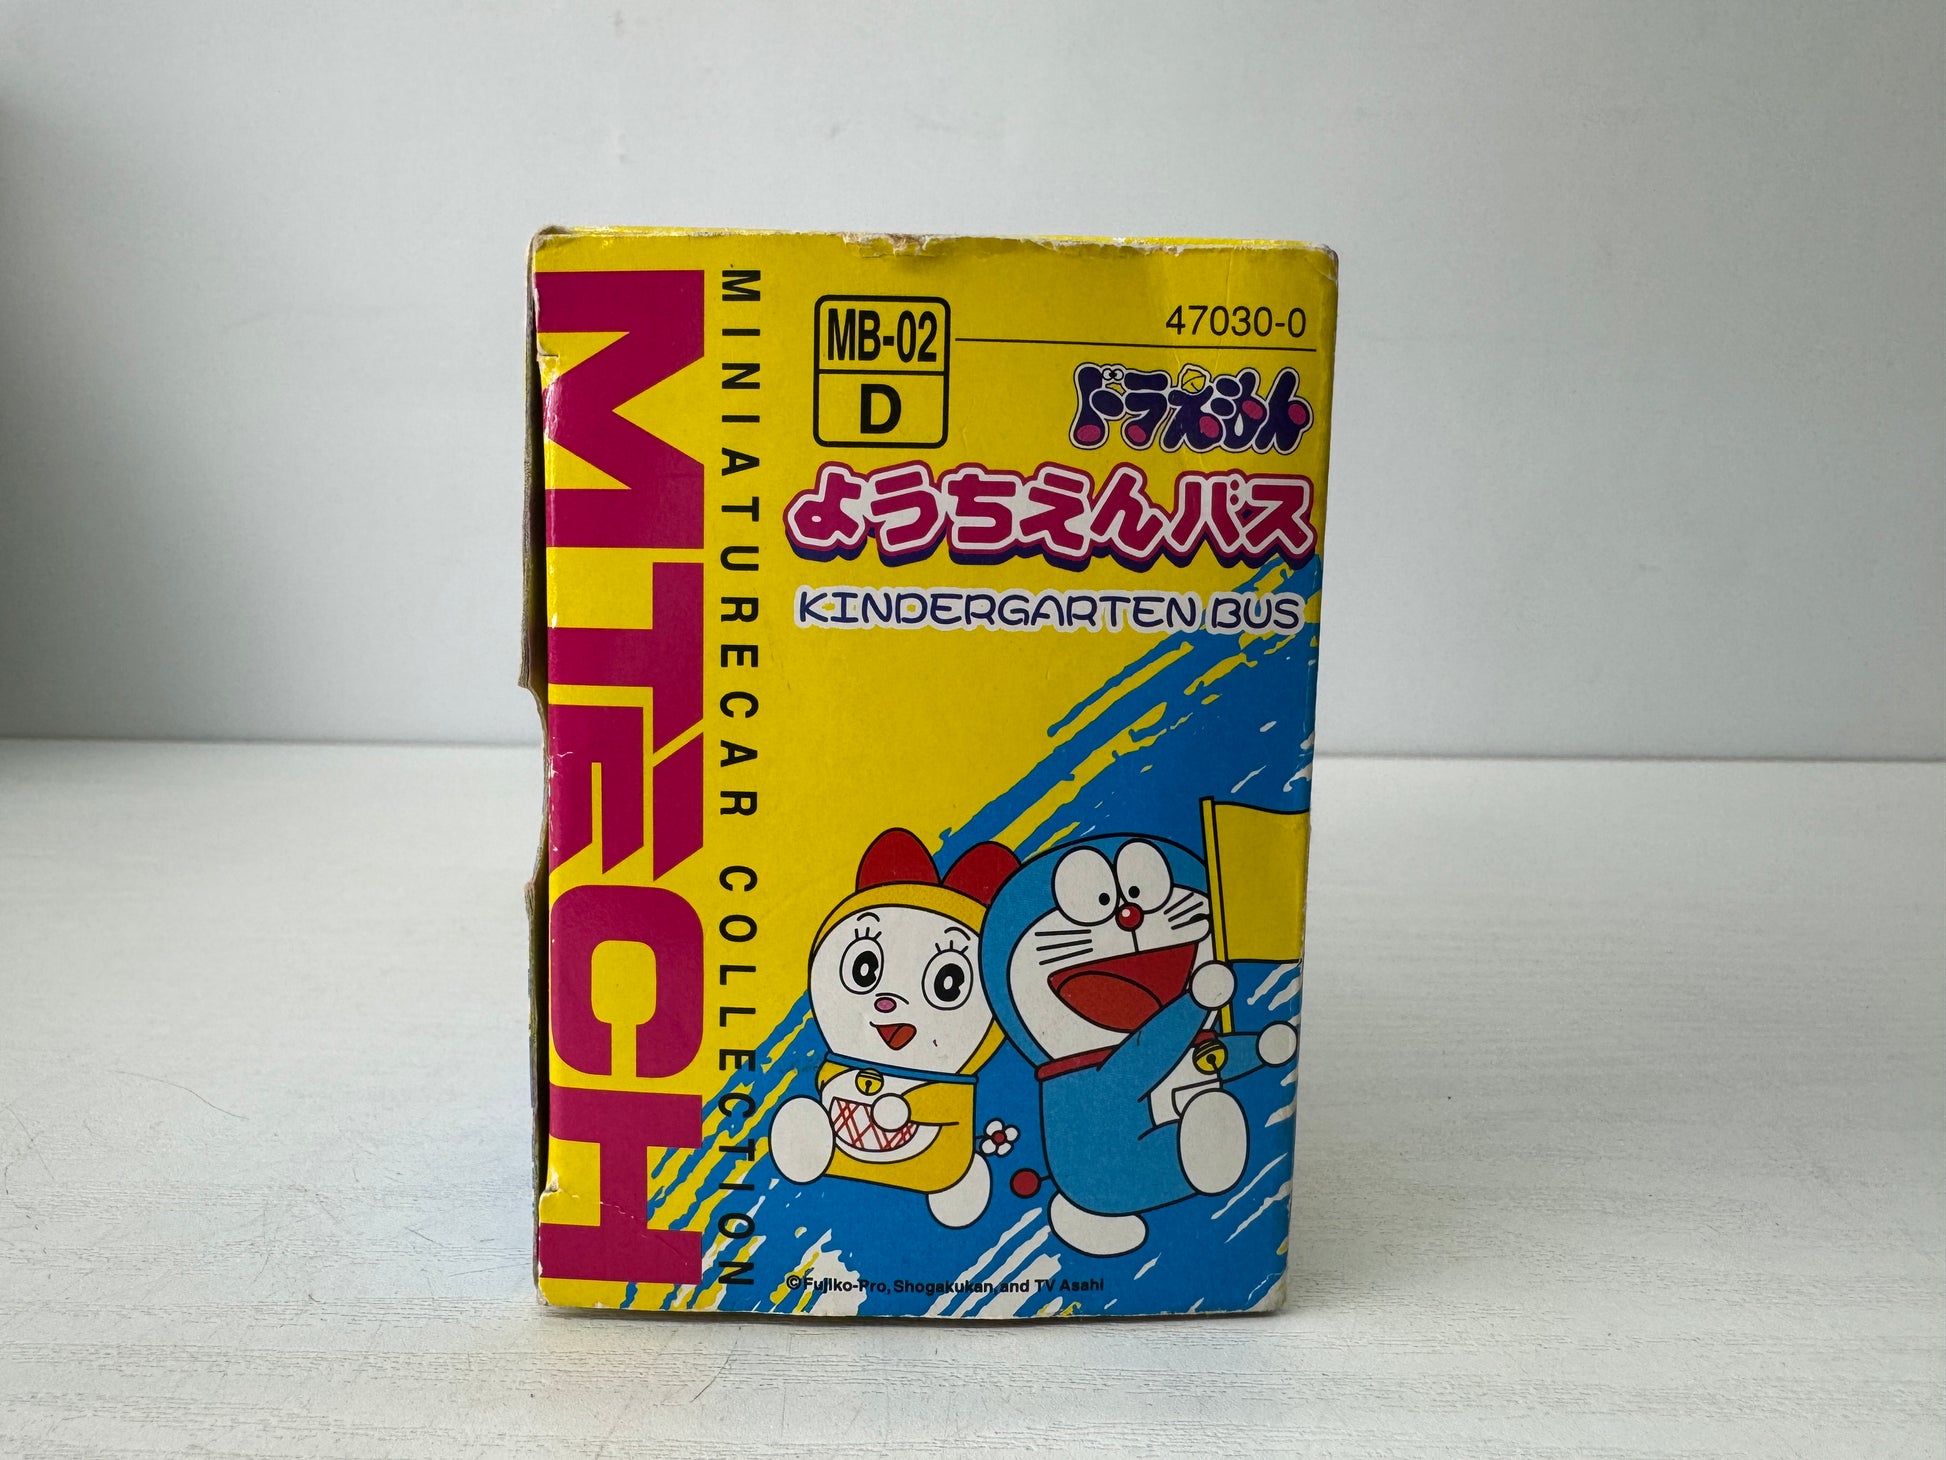 MTECH
MINIATURECAR COLLECTION
MB-02
D
47030-0
ドラえもん
ようちえんバス
KINDERGARTEN BUS
©Fujiko-Pro, Shogakukan, and TV Asahi